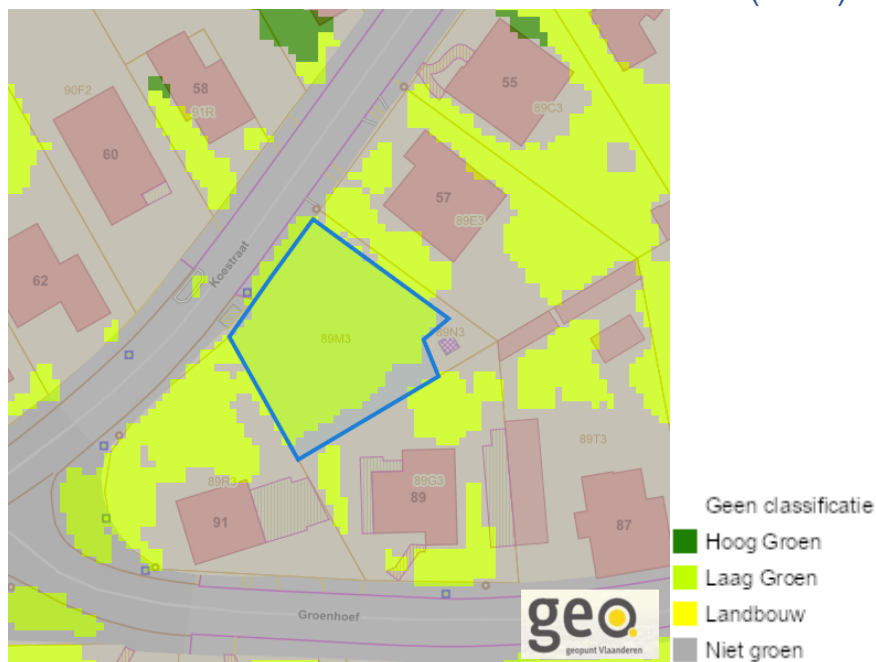 58
90F2
91R
60
55
89C3
57
89E3
62
Koestraat
89M3
89N3
89T3
89R3
89G3
91
89
87
Groenhoef
geo
geopunt Vlaanderen
Geen classificatie
Hoog Groen
Laag Groen
Landbouw
Niet groen